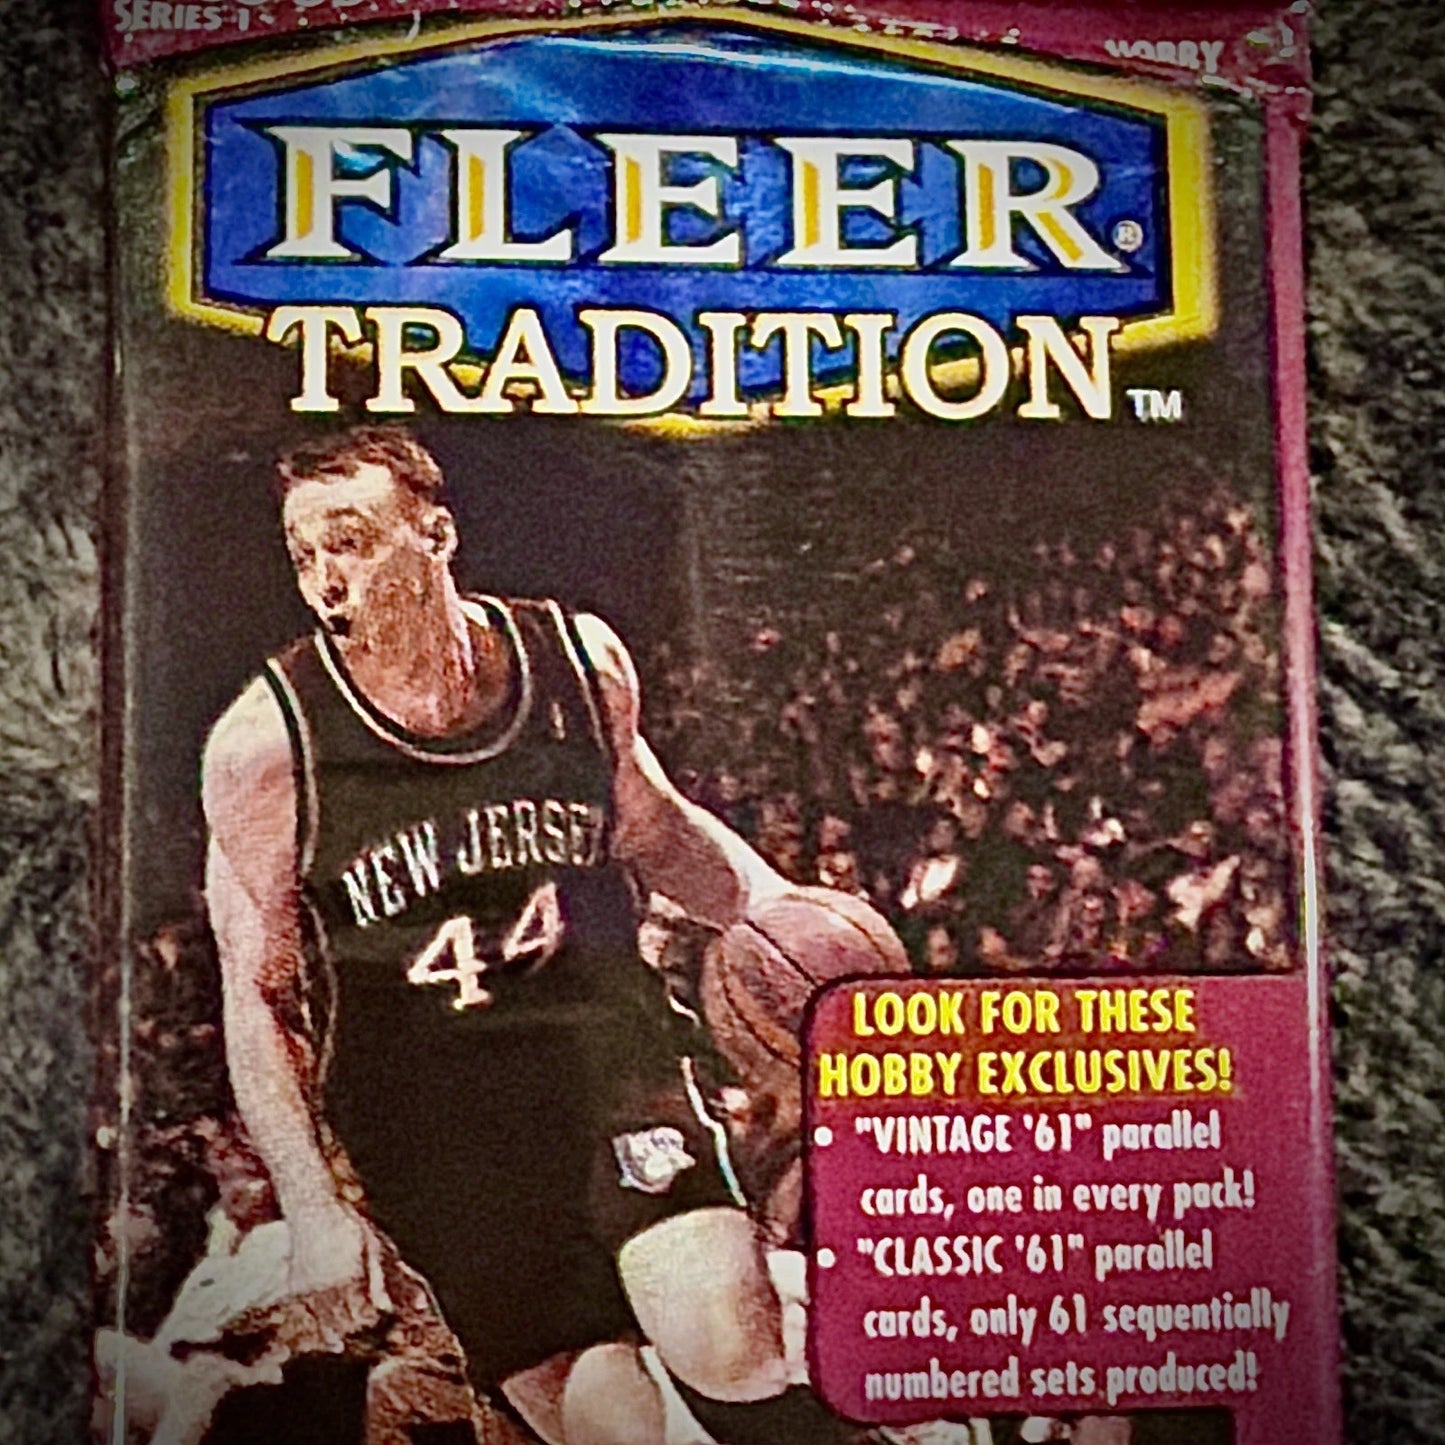 SERIES 1
HOBBY
FLEER®
TRADITION™
NEW JERSEY
44
LOOK FOR THESE
HOBBY EXCLUSIVES!
• "VINTAGE '61" parallel
cards, one in every pack!
• "CLASSIC '61" parallel
cards, only 61 sequentially
numbered sets produced!